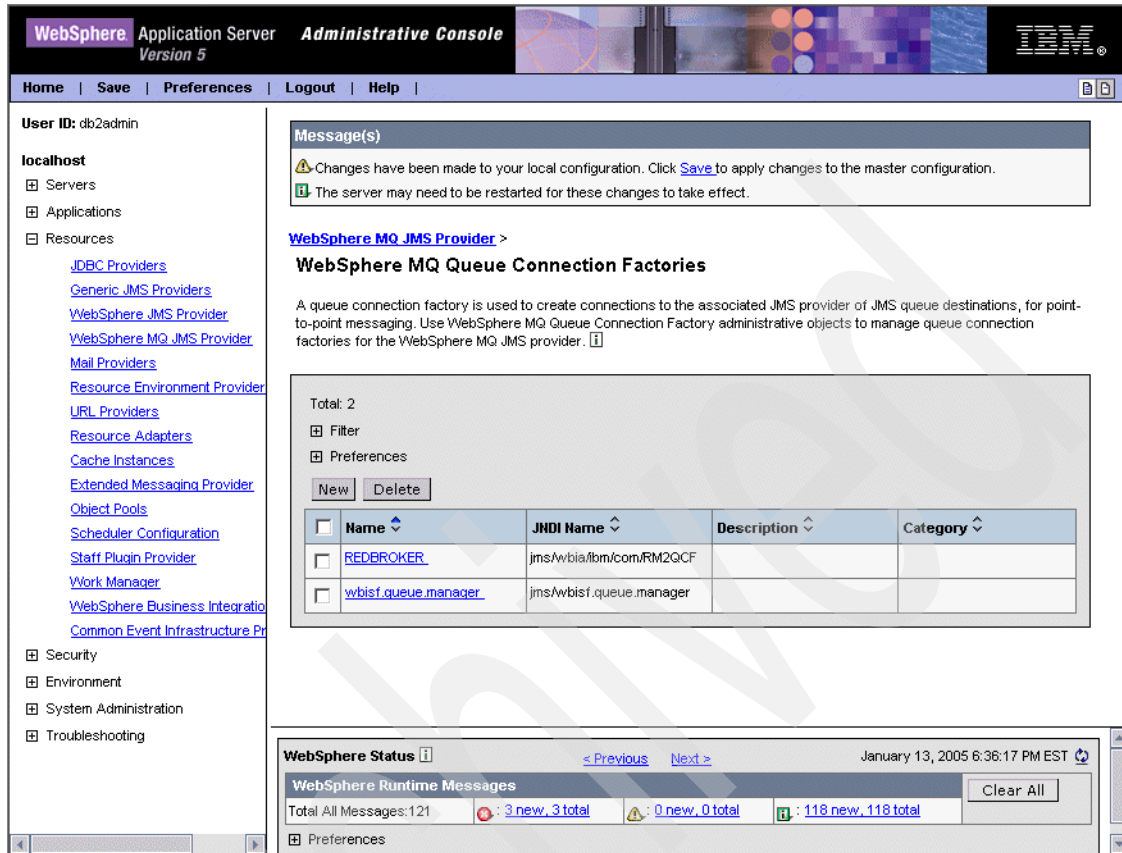 WebSphere. Application Server Administrative Console
Version 5
IBM®
Home | Save | Preferences | Logout | Help |
User ID: db2admin
localhost
Servers
Applications
Resources
JDBC Providers
Generic JMS Providers
WebSphere JMS Provider
WebSphere MQ JMS Provider
Mail Providers
Resource Environment Provider
URL Providers
Resource Adapters
Cache Instances
Extended Messaging Provider
Object Pools
Scheduler Configuration
Staff Plugin Provider
Work Manager
WebSphere Business Integratio
Common Event Infrastructure Pr
Security
Environment
System Administration
Troubleshooting
Message(s)
Changes have been made to your local configuration. Click Save to apply changes to the master configuration.
The server may need to be restarted for these changes to take effect.
WebSphere MQ JMS Provider >
WebSphere MQ Queue Connection Factories
A queue connection factory is used to create connections to the associated JMS provider of JMS queue destinations, for point-
to-point messaging. Use WebSphere MQ Queue Connection Factory administrative objects to manage queue connection
factories for the WebSphere MQ JMS provider. i
Total: 2
Filter
Preferences
New Delete
Name JNDI Name Description Category
REDBROKER jms/wbia/ibm/com/RM2QCF
wbisf.queue.manager jms/wbisf.queue.manager
WebSphere Status i < Previous Next > January 13, 2005 6:36:17 PM EST
WebSphere Runtime Messages Clear All
Total All Messages:121 : 3 new, 3 total : 0 new, 0 total : 118 new, 118 total
Preferences
hived